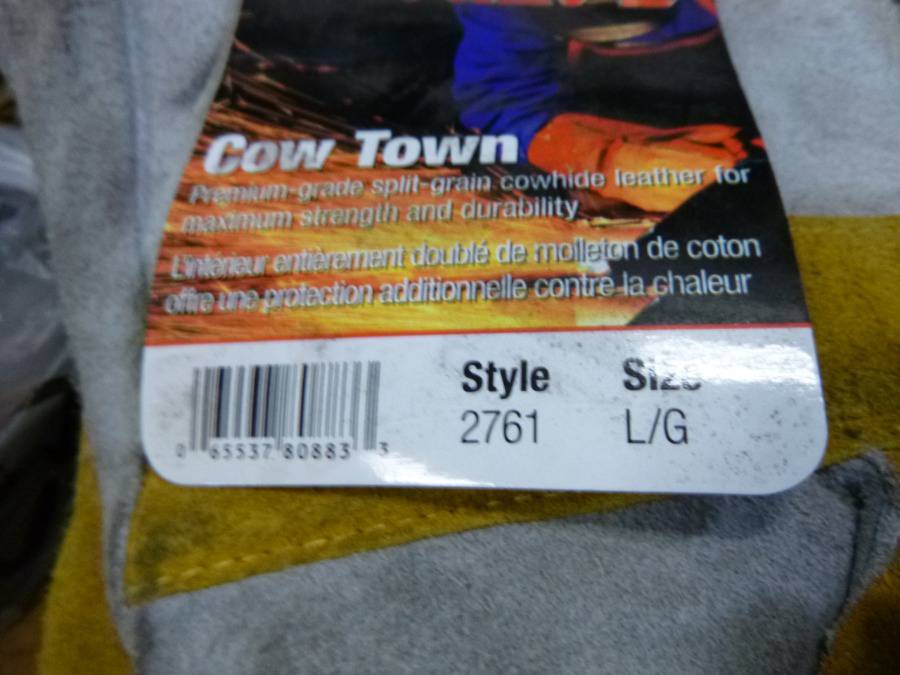 Cow Town
Premium-grade split-grain cowhide leather for
maximum strength and durability
L'intérieur entièrement doublé de molleton de coton
offre une protection additionnelle contre la chaleur
Style Size
2761 L/G
0 65537 80883 3